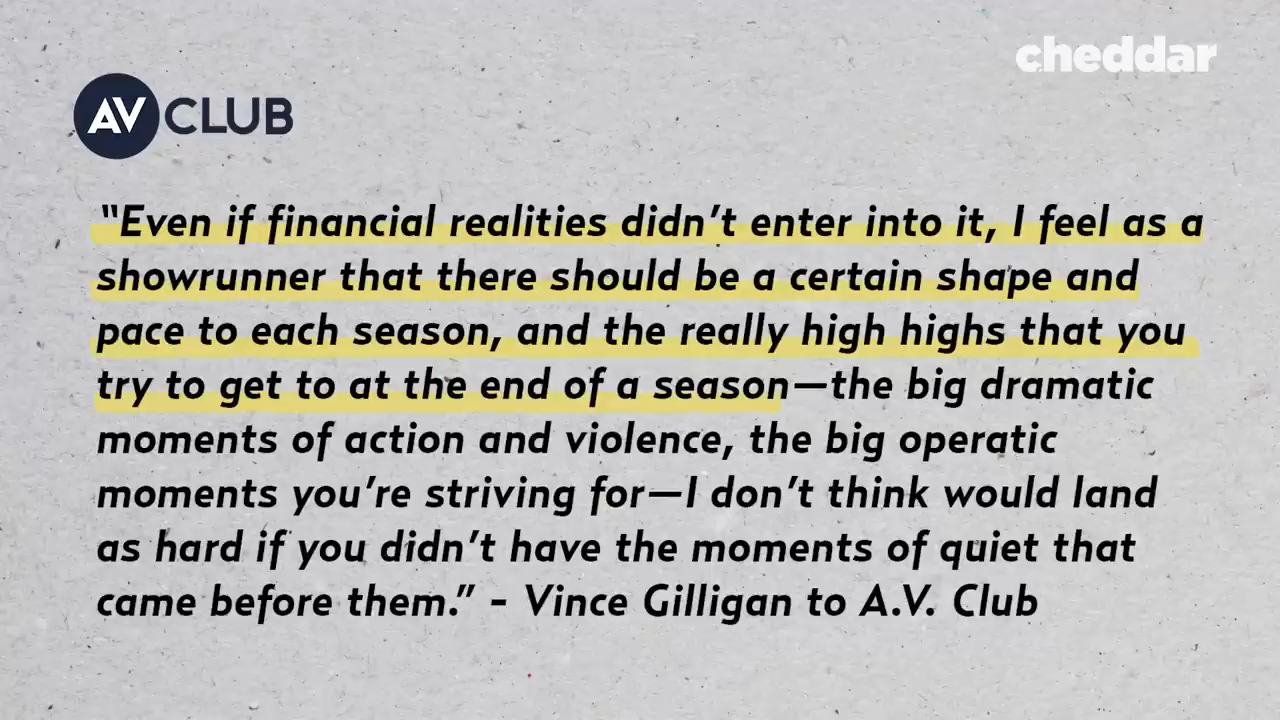 cheddar
AV CLUB
“Even if financial realities didn’t enter into it, I feel as a
showrunner that there should be a certain shape and
pace to each season, and the really high highs that you
try to get to at the end of a season—the big dramatic
moments of action and violence, the big operatic
moments you’re striving for—I don’t think would land
as hard if you didn’t have the moments of quiet that
came before them.” - Vince Gilligan to A.V. Club